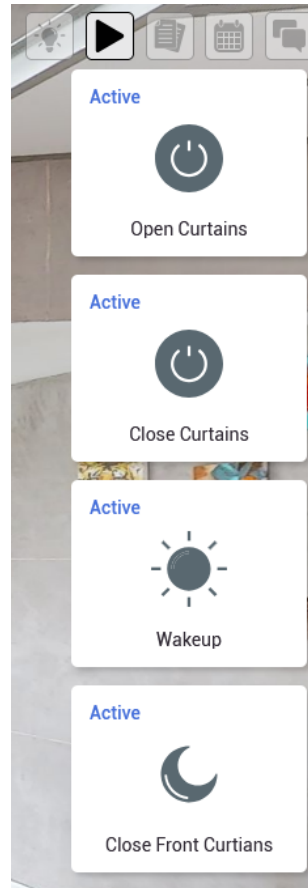 Active
Open Curtains
Active
Close Curtains
Active
Wakeup
Active
Close Front Curtians